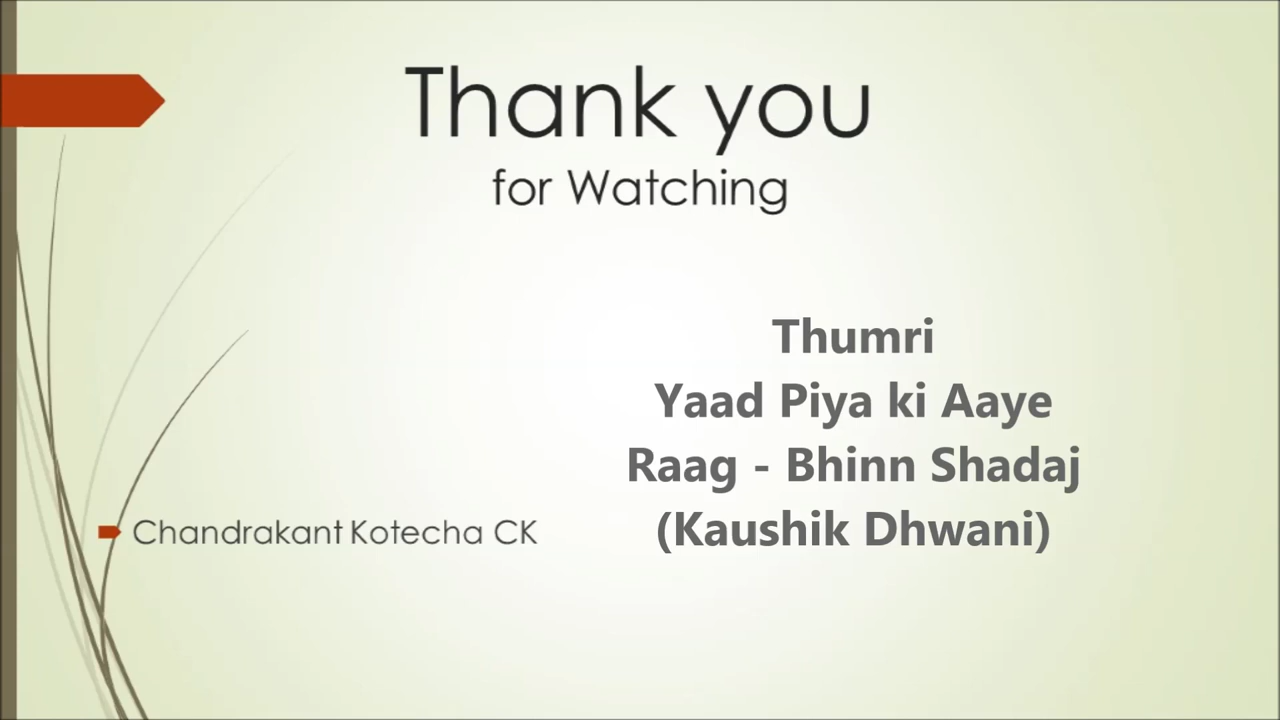 Thank you
for Watching
Thumri
Yaad Piya ki Aaye
Raag - Bhinn Shadaj
(Kaushik Dhwani)
Chandrakant Kotecha CK